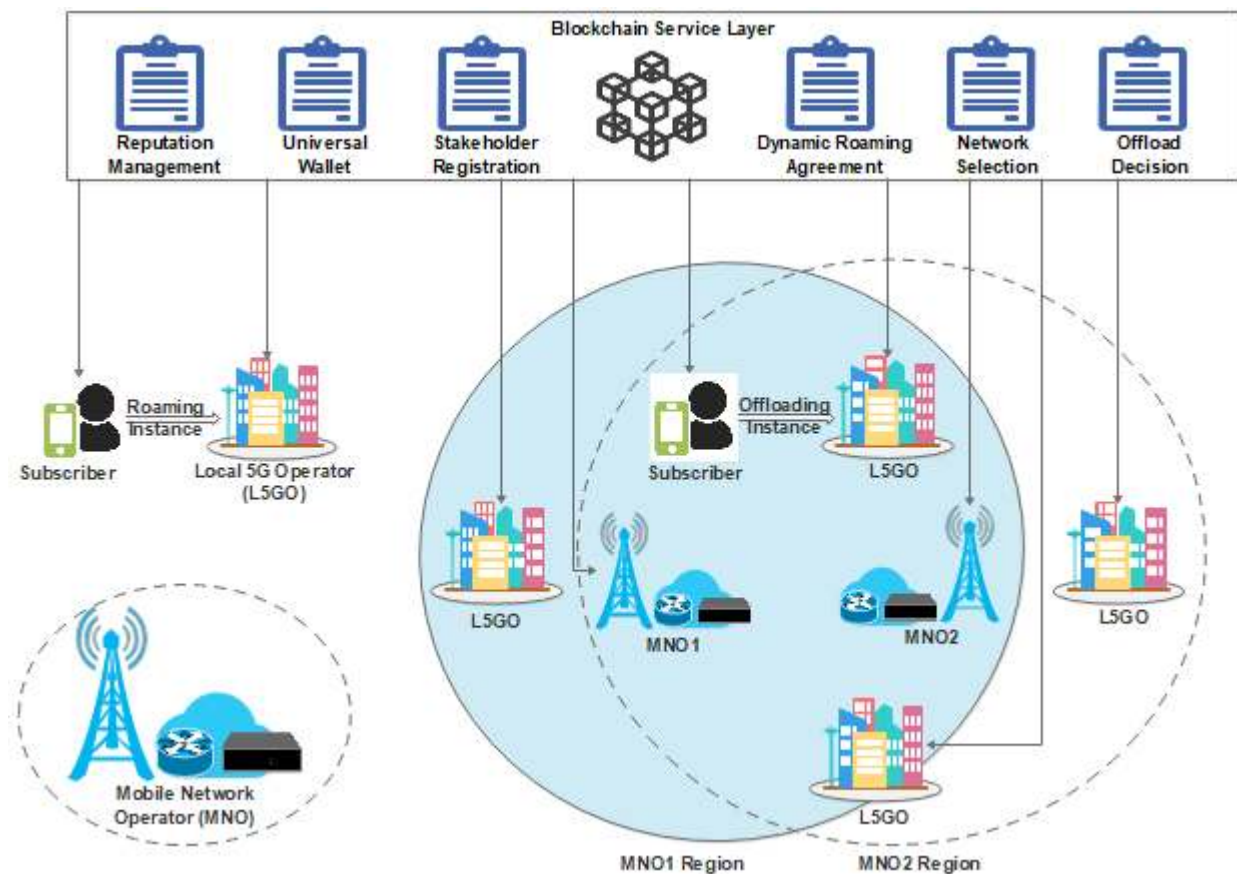 Blockchain Service Layer
Reputation
Management
Universal
Wallet
Stakeholder
Registration
Dynamic Roaming
Agreement
Network
Selection
Offload
Decision
Roaming
Instance
Subscriber
Local 5G Operator
(L5GO)
Offloading
Instance
Subscriber
L5GO
L5GO
MNO1
MNO2
L5GO
Mobile Network
Operator (MNO)
L5GO
MNO1 Region
MNO2 Region